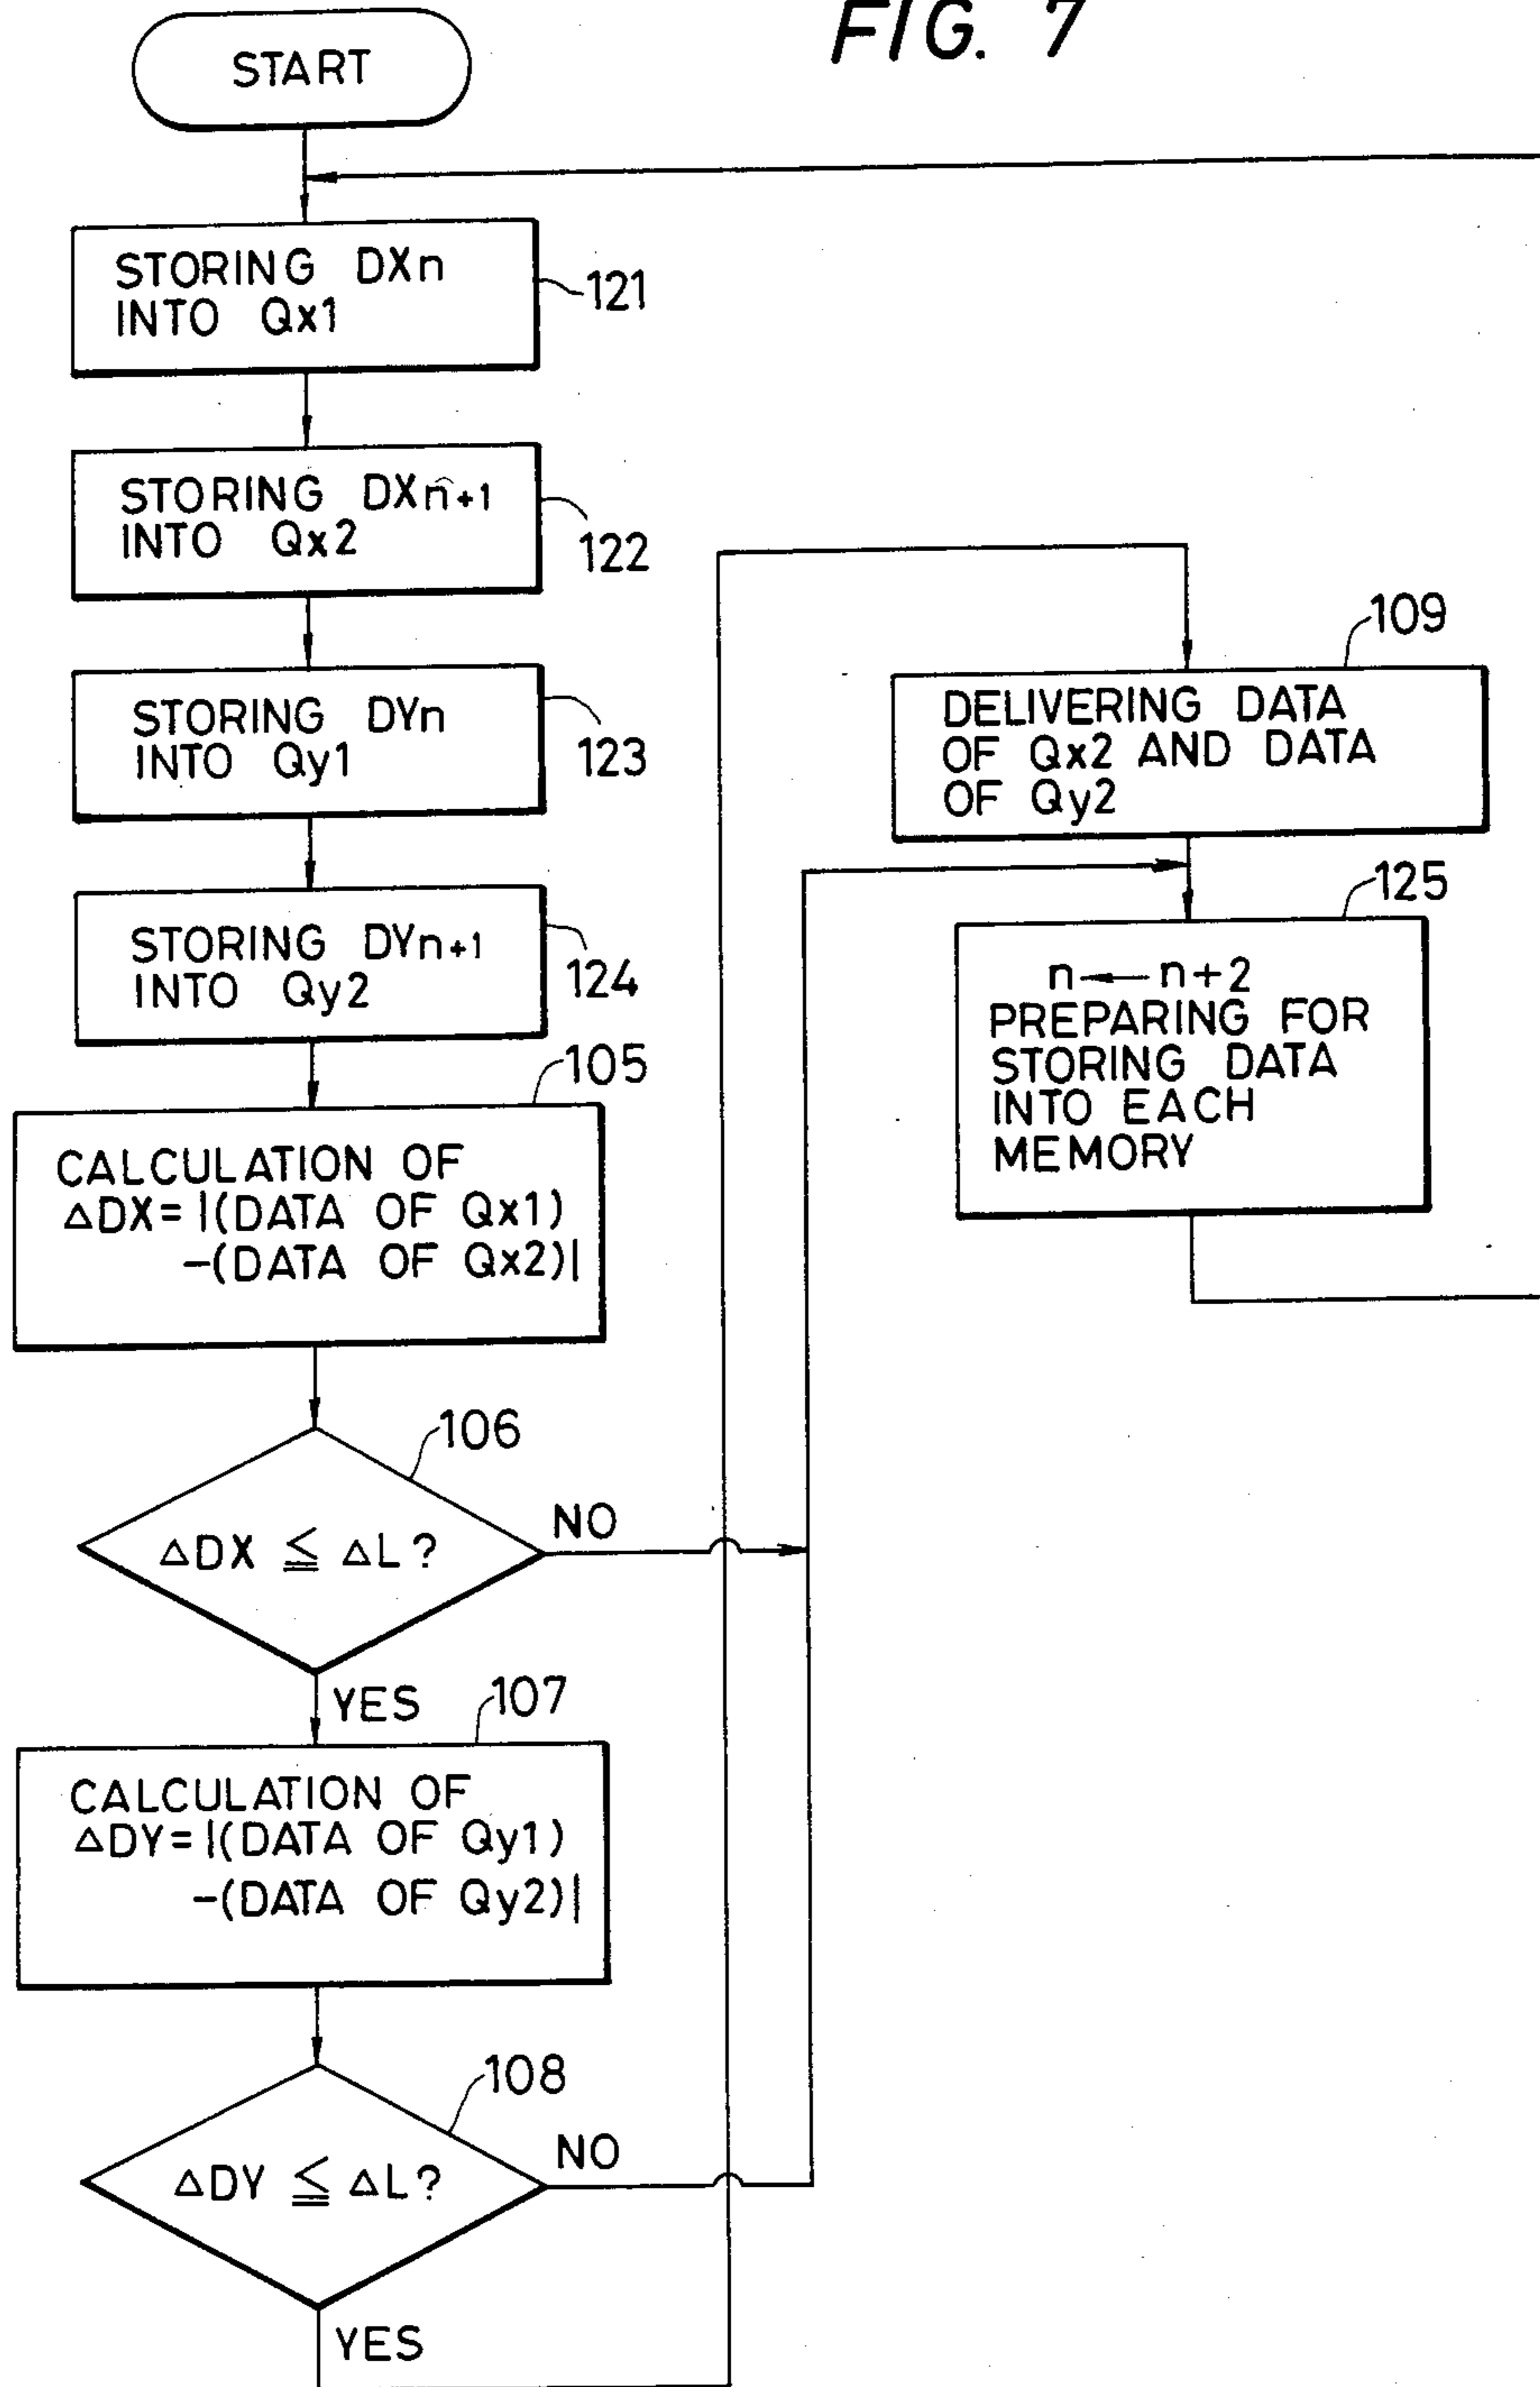 FIG. 7
START
STORING DXn
INTO Qx1
121
STORING DXn+1
INTO Qx2
122
STORING DYn
INTO Qy1
123
STORING DYn+1
INTO Qy2
124
105
CALCULATION OF
ΔDX=|(DATA OF Qx1)
-(DATA OF Qx2)|
106
ΔDX ≦ ΔL?
NO
YES
107
CALCULATION OF
ΔDY=|(DATA OF Qy1)
-(DATA OF Qy2)|
108
ΔDY ≦ ΔL?
NO
YES
109
DELIVERING DATA
OF Qx2 AND DATA
OF Qy2
125
n←n+2
PREPARING FOR
STORING DATA
INTO EACH
MEMORY